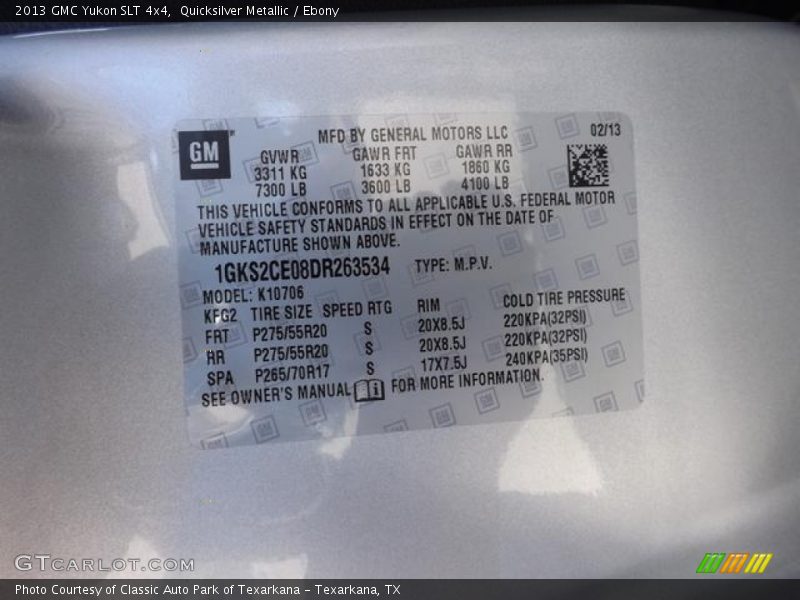 2013 GMC Yukon SLT 4x4, Quicksilver Metallic / Ebony
GM
MFD BY GENERAL MOTORS LLC 02/13
GVWR GAWR FRT GAWR RR
3311 KG 1633 KG 1860 KG
7300 LB 3600 LB 4100 LB
THIS VEHICLE CONFORMS TO ALL APPLICABLE U.S. FEDERAL MOTOR
VEHICLE SAFETY STANDARDS IN EFFECT ON THE DATE OF
MANUFACTURE SHOWN ABOVE.
1GKS2CE08DR263534 TYPE: M.P.V.
MODEL: K10706
KFG2 TIRE SIZE SPEED RTG RIM COLD TIRE PRESSURE
FRT P275/55R20 S 20X8.5J 220KPA(32PSI)
RR P275/55R20 S 20X8.5J 220KPA(32PSI)
SPA P265/70R17 S 17X7.5J 240KPA(35PSI)
SEE OWNER'S MANUAL FOR MORE INFORMATION.
GTCARLOT.COM
Photo Courtesy of Classic Auto Park of Texarkana - Texarkana, TX